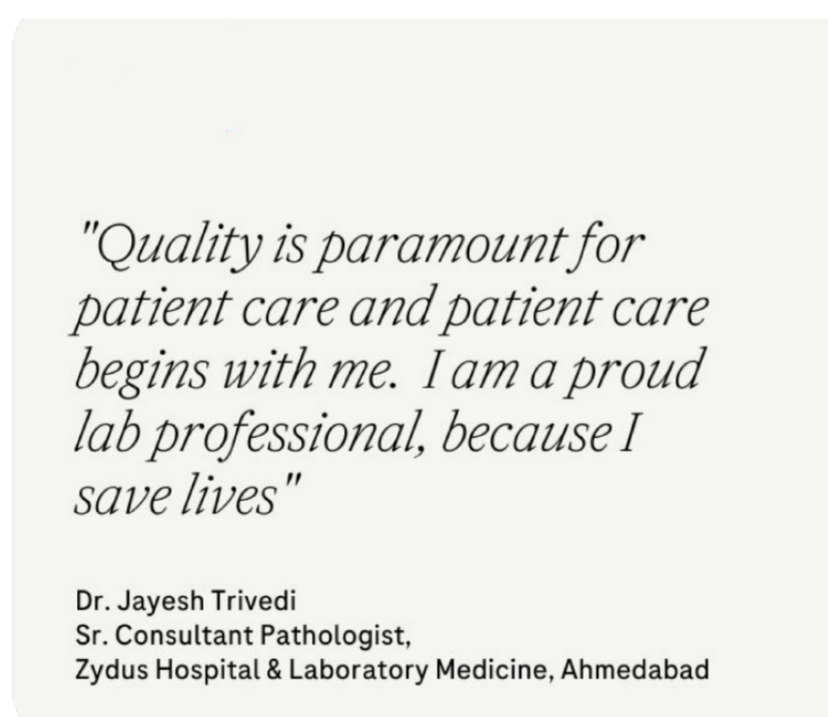 "Quality is paramount for
patient care and patient care
begins with me.  I am a proud
lab professional, because I
save lives"
Dr. Jayesh Trivedi
Sr. Consultant Pathologist,
Zydus Hospital & Laboratory Medicine, Ahmedabad